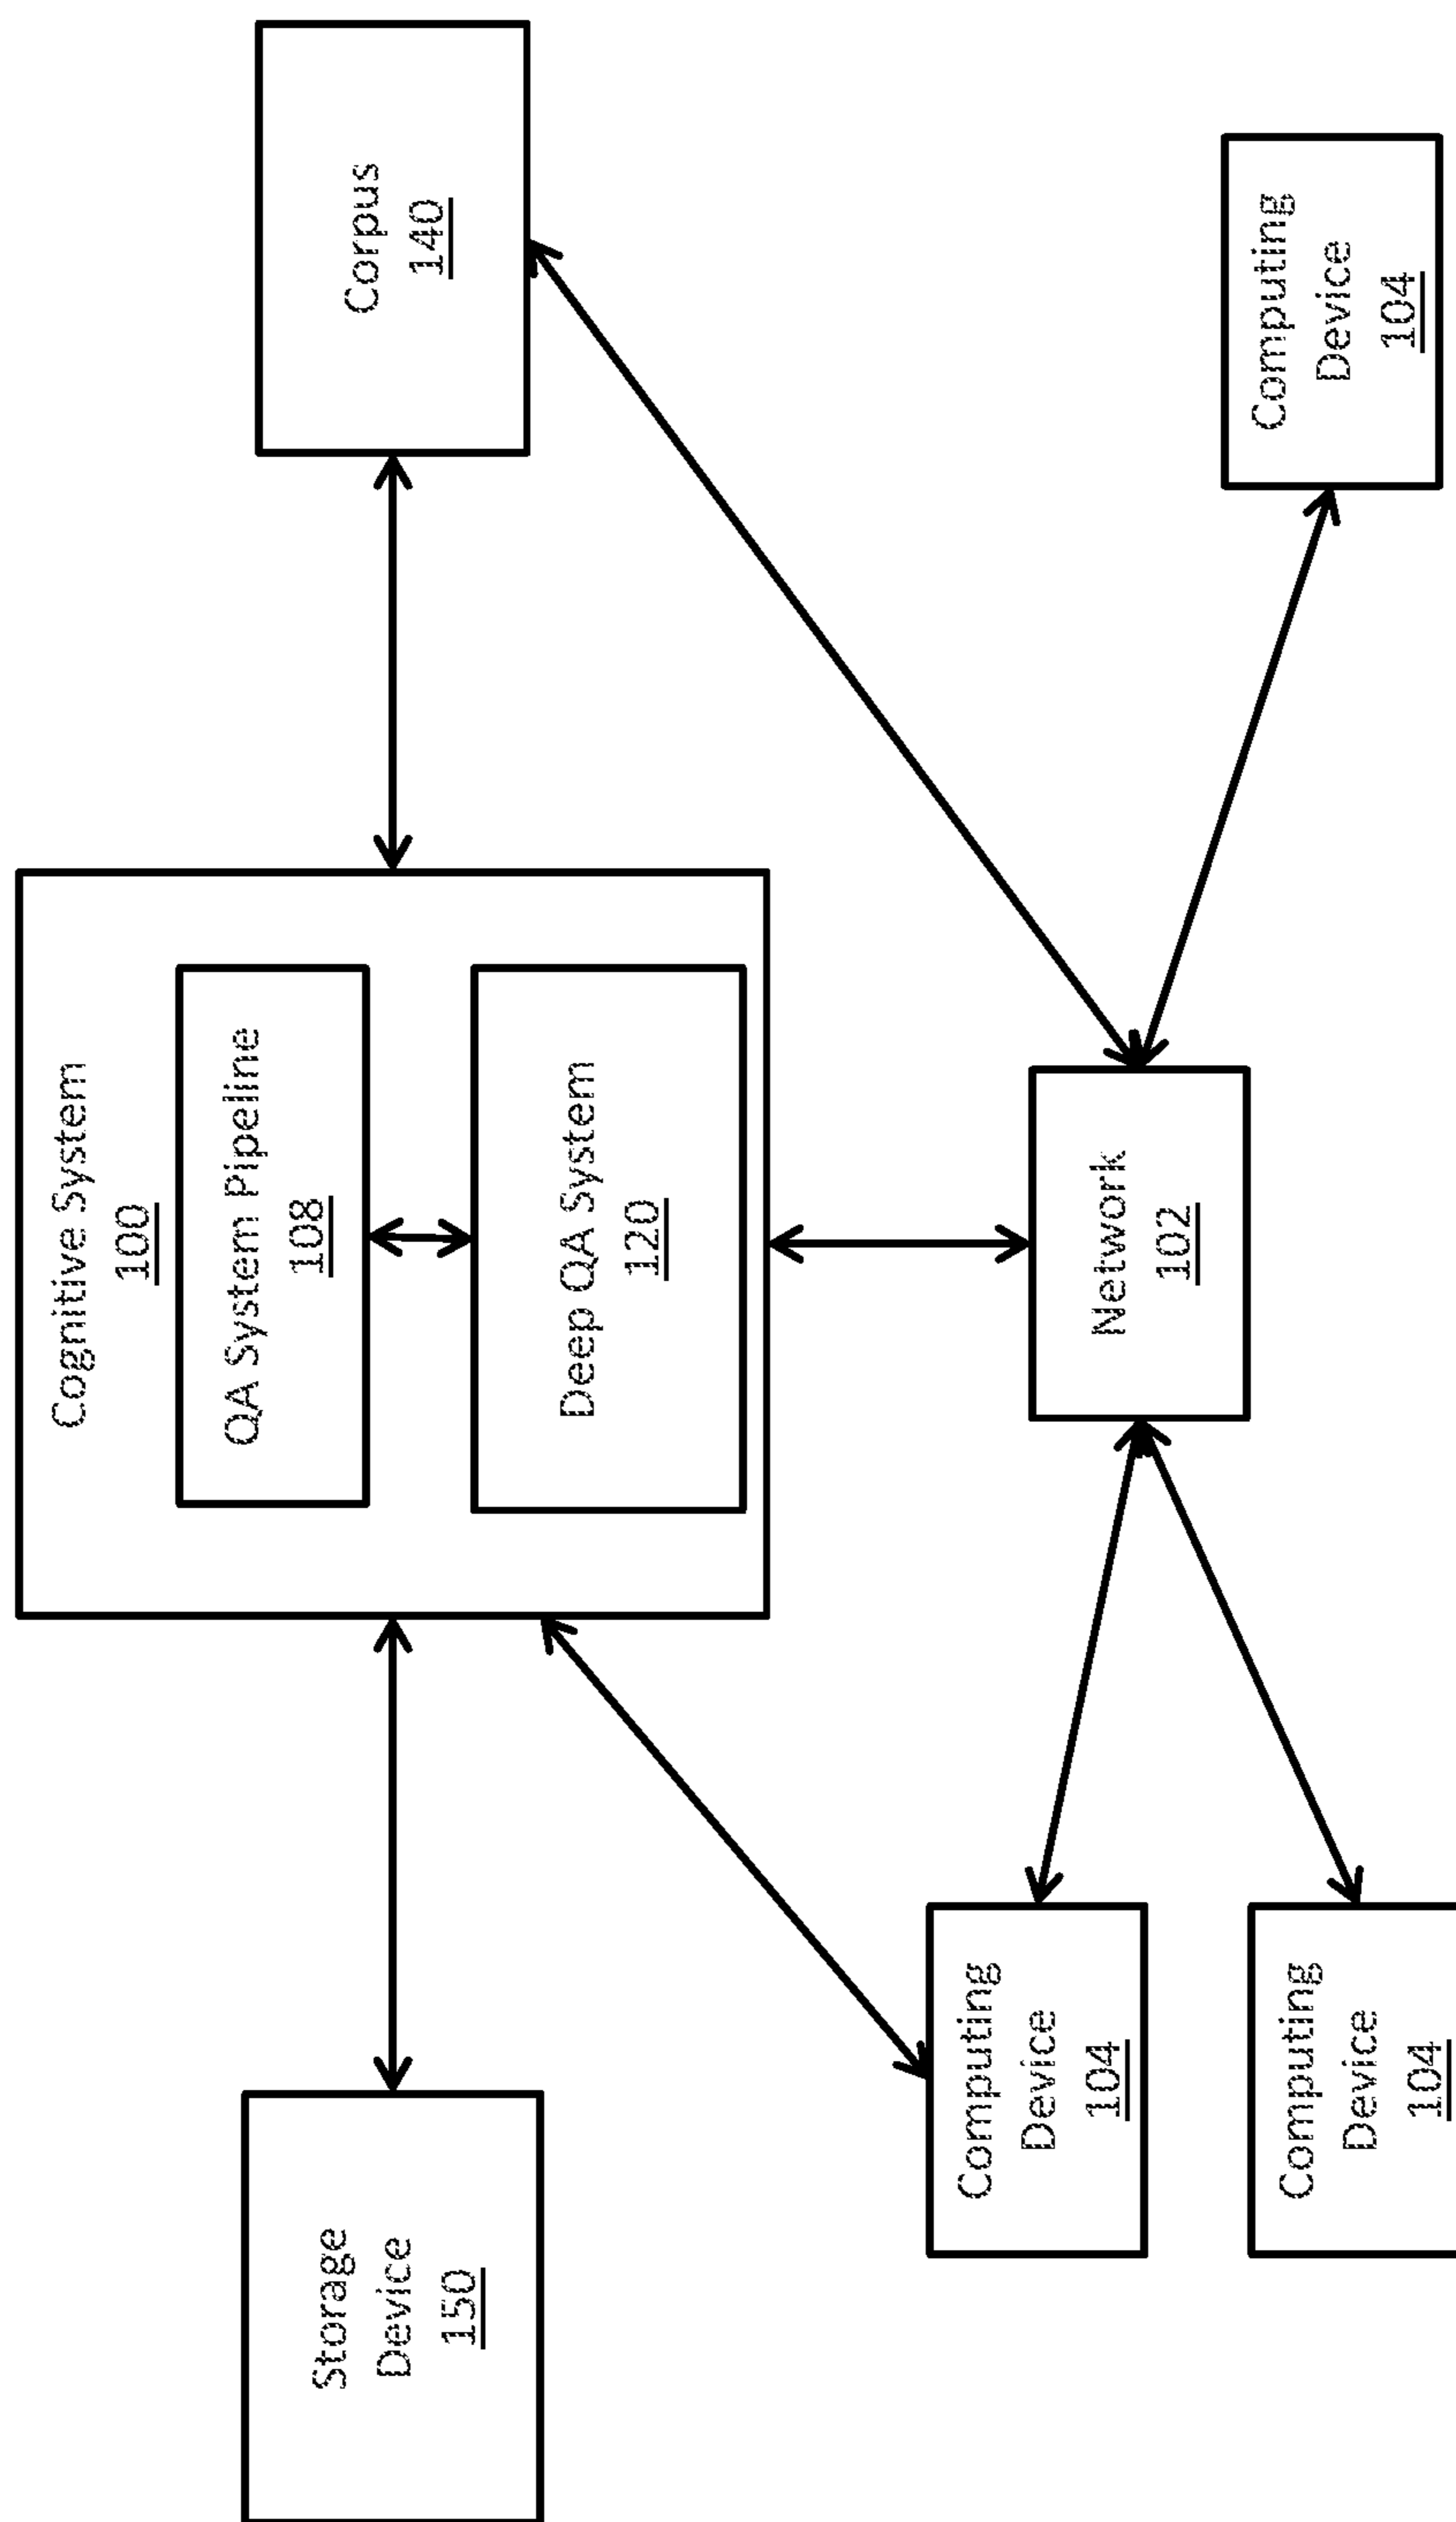 Cognitive System
100
QA System Pipeline
108
Deep QA System
120
Storage
Device
150
Corpus
140
Network
102
Computing
Device
104
Computing
Device
104
Computing
Device
104